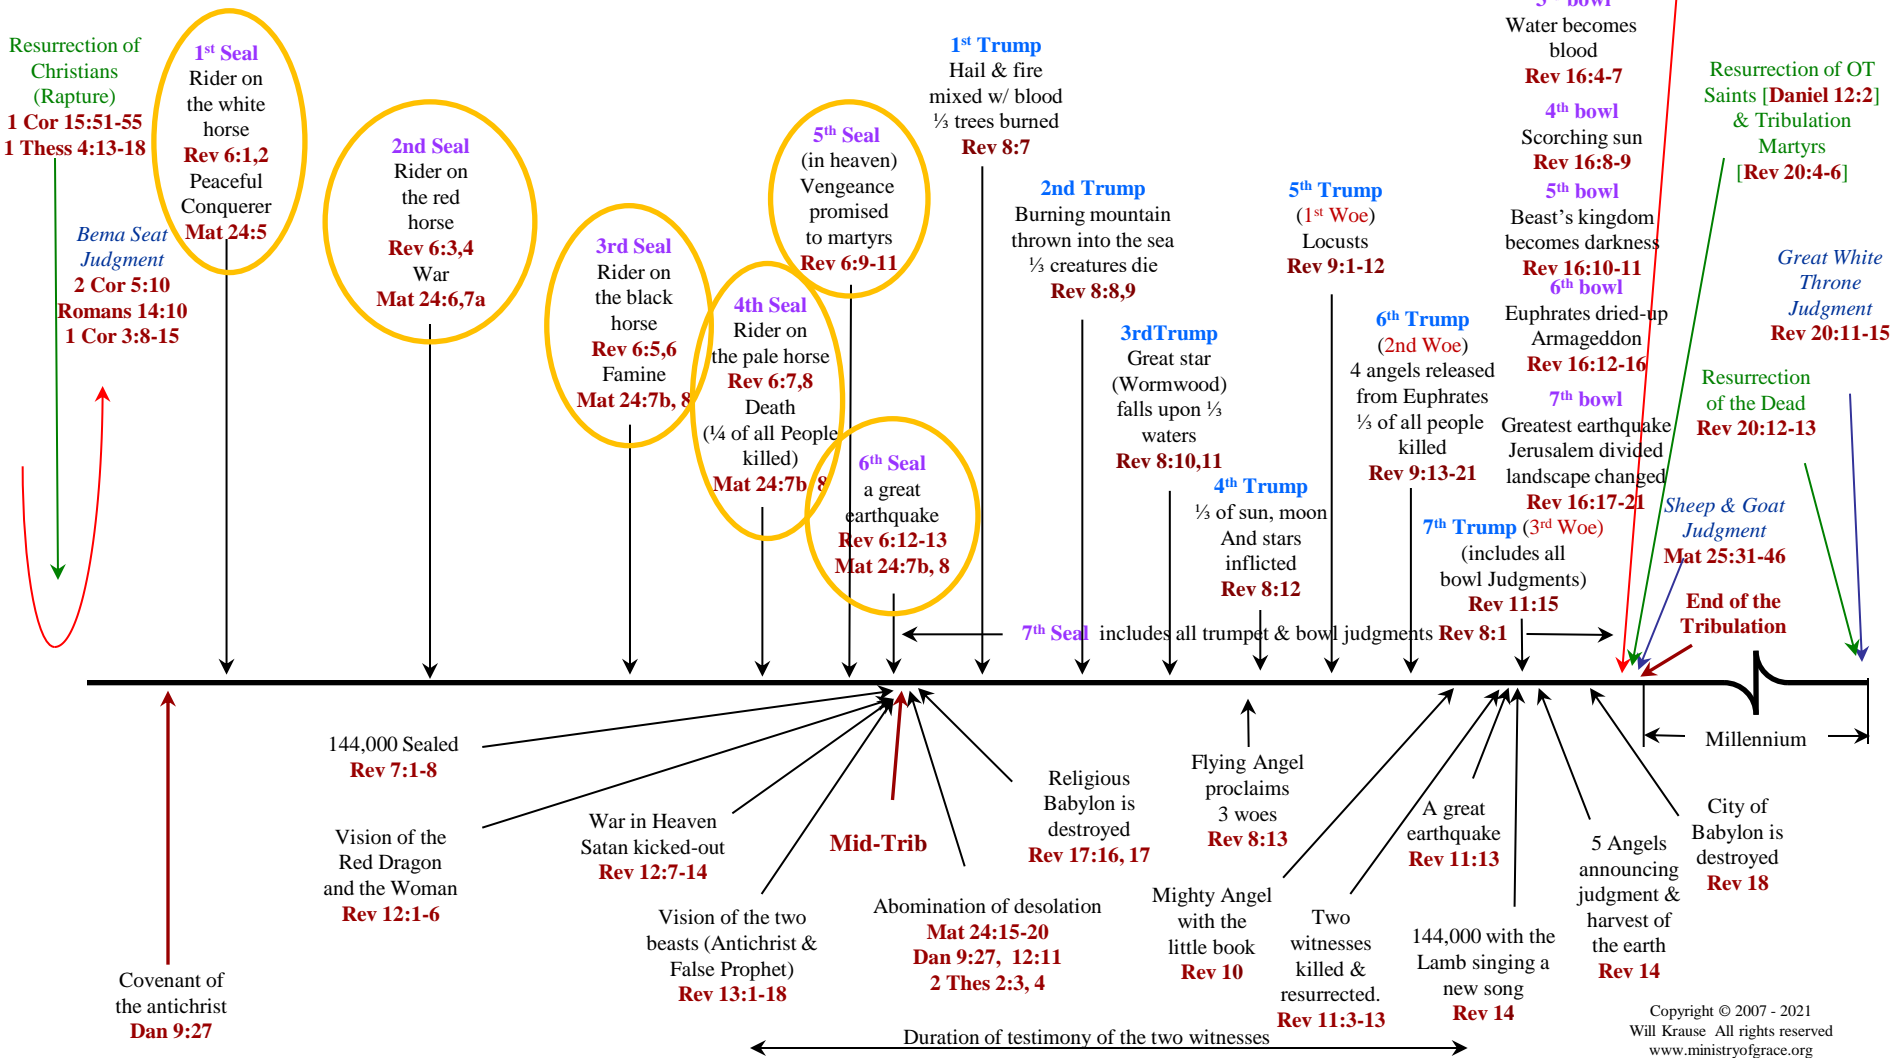 Resurrection of
Christians
(Rapture)
1 Cor 15:51-55
1 Thess 4:13-18
Bema Seat
Judgment
2 Cor 5:10
Romans 14:10
1 Cor 3:8-15
1st Seal
Rider on
the white
horse
Rev 6:1,2
Peaceful
Conquerer
Mat 24:5
2nd Seal
Rider on
the red
horse
Rev 6:3,4
War
Mat 24:6,7a
3rd Seal
Rider on
the black
horse
Rev 6:5,6
Famine
Mat 24:7b, 8
4th Seal
Rider on
the pale horse
Rev 6:7,8
Death
(¼ of all People
killed)
Mat 24:7b, 8
5th Seal
(in heaven)
Vengeance
promised
to martyrs
Rev 6:9-11
6th Seal
a great
earthquake
Rev 6:12-13
Mat 24:7b, 8
1st Trump
Hail & fire
mixed w/ blood
⅓ trees burned
Rev 8:7
2nd Trump
Burning mountain
thrown into the sea
⅓ creatures die
Rev 8:8,9
3rdTrump
Great star
(Wormwood)
falls upon ⅓
waters
Rev 8:10,11
4th Trump
⅓ of sun, moon
And stars
inflicted
Rev 8:12
5th Trump
(1st Woe)
Locusts
Rev 9:1-12
6th Trump
(2nd Woe)
4 angels released
from Euphrates
⅓ of all people
killed
Rev 9:13-21
bowl
Water becomes
blood
Rev 16:4-7
4th bowl
Scorching sun
Rev 16:8-9
5th bowl
Beast’s kingdom
becomes darkness
Rev 16:10-11
6th bowl
Euphrates dried-up
Armageddon
Rev 16:12-16
7th bowl
Greatest earthquake
Jerusalem divided
landscape changed
Rev 16:17-21
7th Trump (3rd Woe)
(includes all
bowl Judgments)
Rev 11:15
7th Seal includes all trumpet & bowl judgments Rev 8:1
Resurrection of OT
Saints [Daniel 12:2]
& Tribulation
Martyrs
[Rev 20:4-6]
Great White
Throne
Judgment
Rev 20:11-15
Resurrection
of the Dead
Rev 20:12-13
Sheep & Goat
Judgment
Mat 25:31-46
End of the
Tribulation
Millennium
Covenant of
the antichrist
Dan 9:27
144,000 Sealed
Rev 7:1-8
Vision of the
Red Dragon
and the Woman
Rev 12:1-6
War in Heaven
Satan kicked-out
Rev 12:7-14
Vision of the two
beasts (Antichrist &
False Prophet)
Rev 13:1-18
Mid-Trib
Abomination of desolation
Mat 24:15-20
Dan 9:27, 12:11
2 Thes 2:3, 4
Religious
Babylon is
destroyed
Rev 17:16, 17
Flying Angel
proclaims
3 woes
Rev 8:13
Mighty Angel
with the
little book
Rev 10
Two
witnesses
killed &
resurrected.
Rev 11:3-13
A great
earthquake
Rev 11:13
144,000 with the
Lamb singing a
new song
Rev 14
5 Angels
announcing
judgment &
harvest of
the earth
Rev 14
City of
Babylon is
destroyed
Rev 18
Duration of testimony of the two witnesses
Copyright © 2007 - 2021
Will Krause All rights reserved
www.ministryofgrace.org